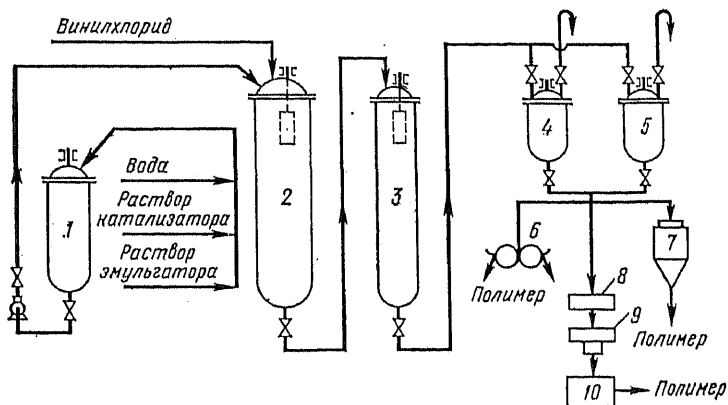 Винилхлорид
4
5
1
Вода
2
3
Раствор
катализатора
6
7
Раствор
эмульгатора
8
Полимер
9
Полимер
10
Полимер